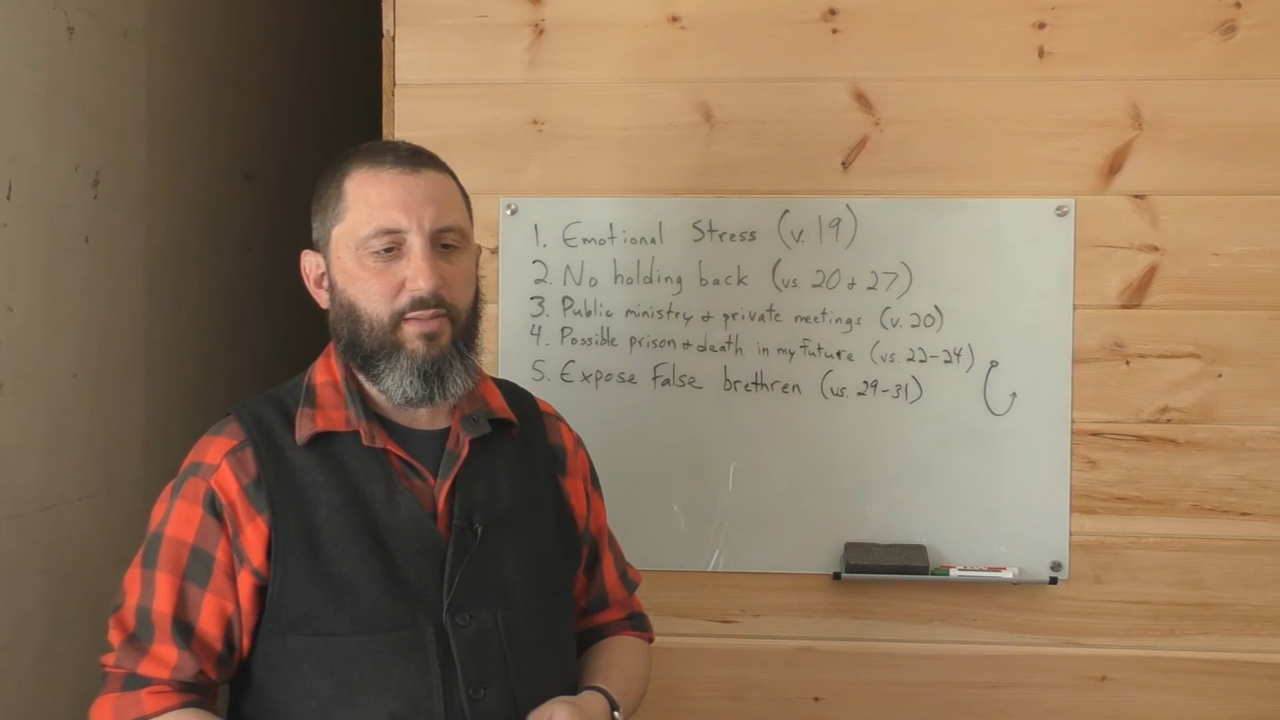 1. Emotional Stress (v. 19)
2. No holding back (vs. 20 & 27)
3. Public ministry & private meetings (v. 20)
4. Possible prison & death in my future (vs. 22-24)
5. Expose False brethren (vs. 29-31)